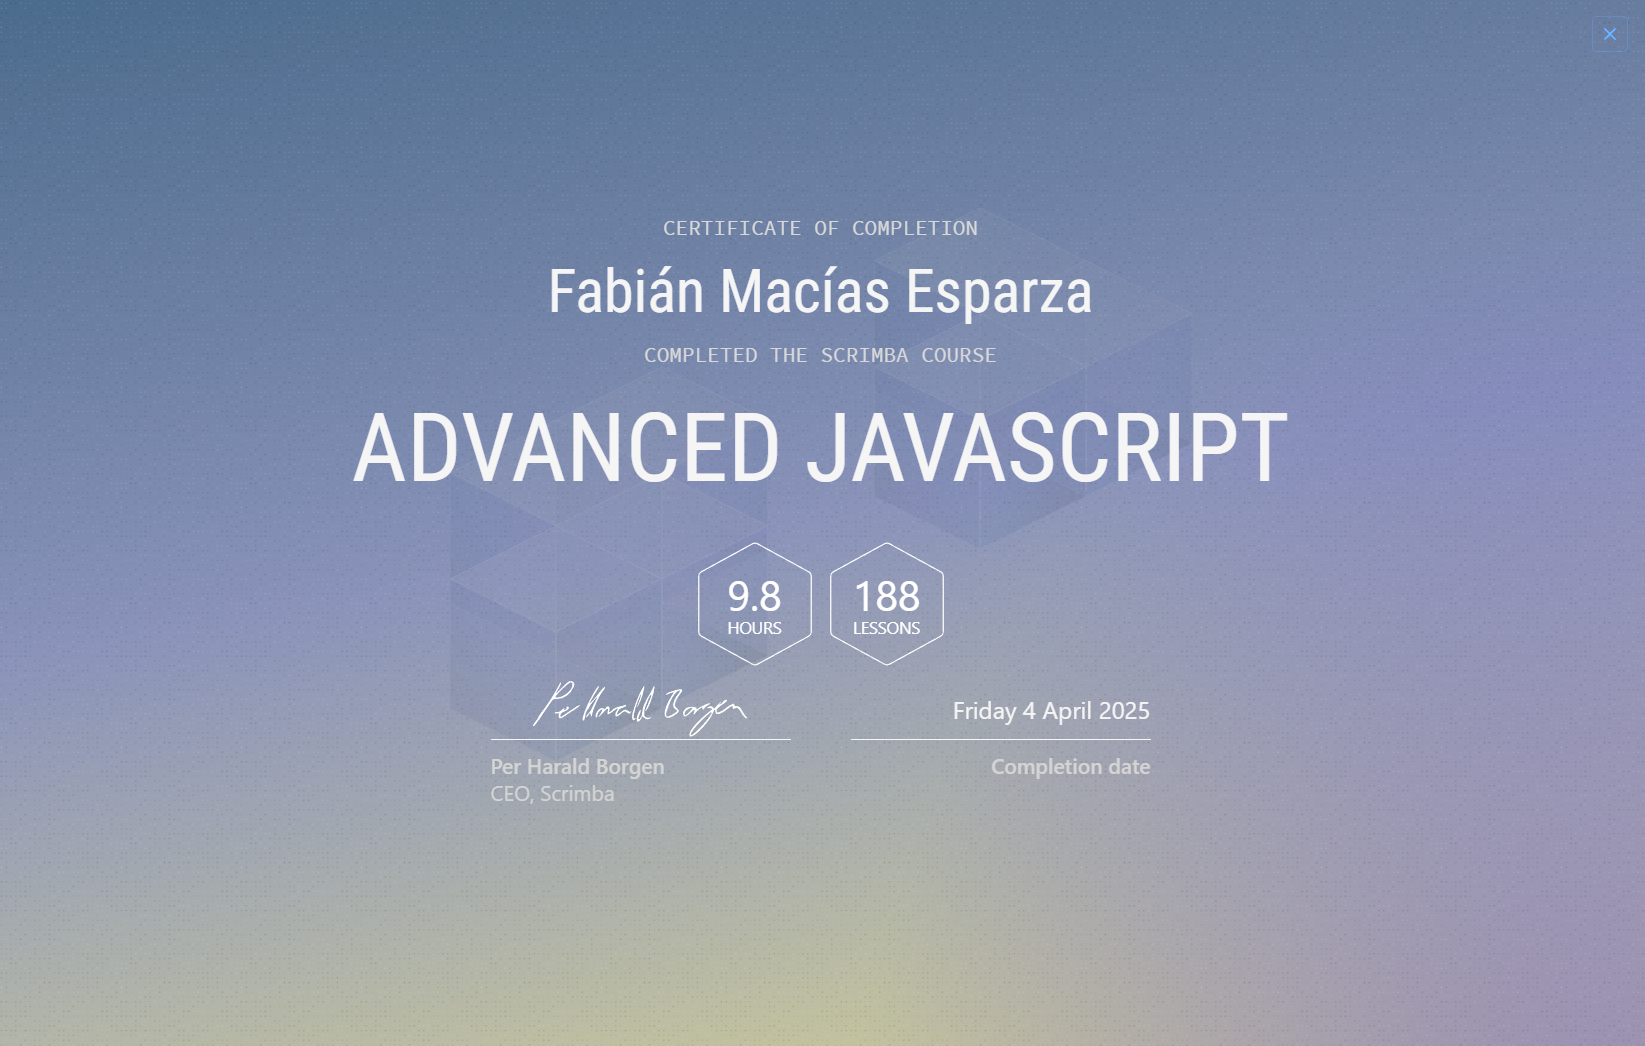 CERTIFICATE OF COMPLETION
Fabián Macías Esparza
COMPLETED THE SCRIMBA COURSE
ADVANCED JAVASCRIPT
9.8
HOURS
188
LESSONS
Per Harald Borgen
Friday 4 April 2025
Per Harald Borgen
Completion date
CEO, Scrimba